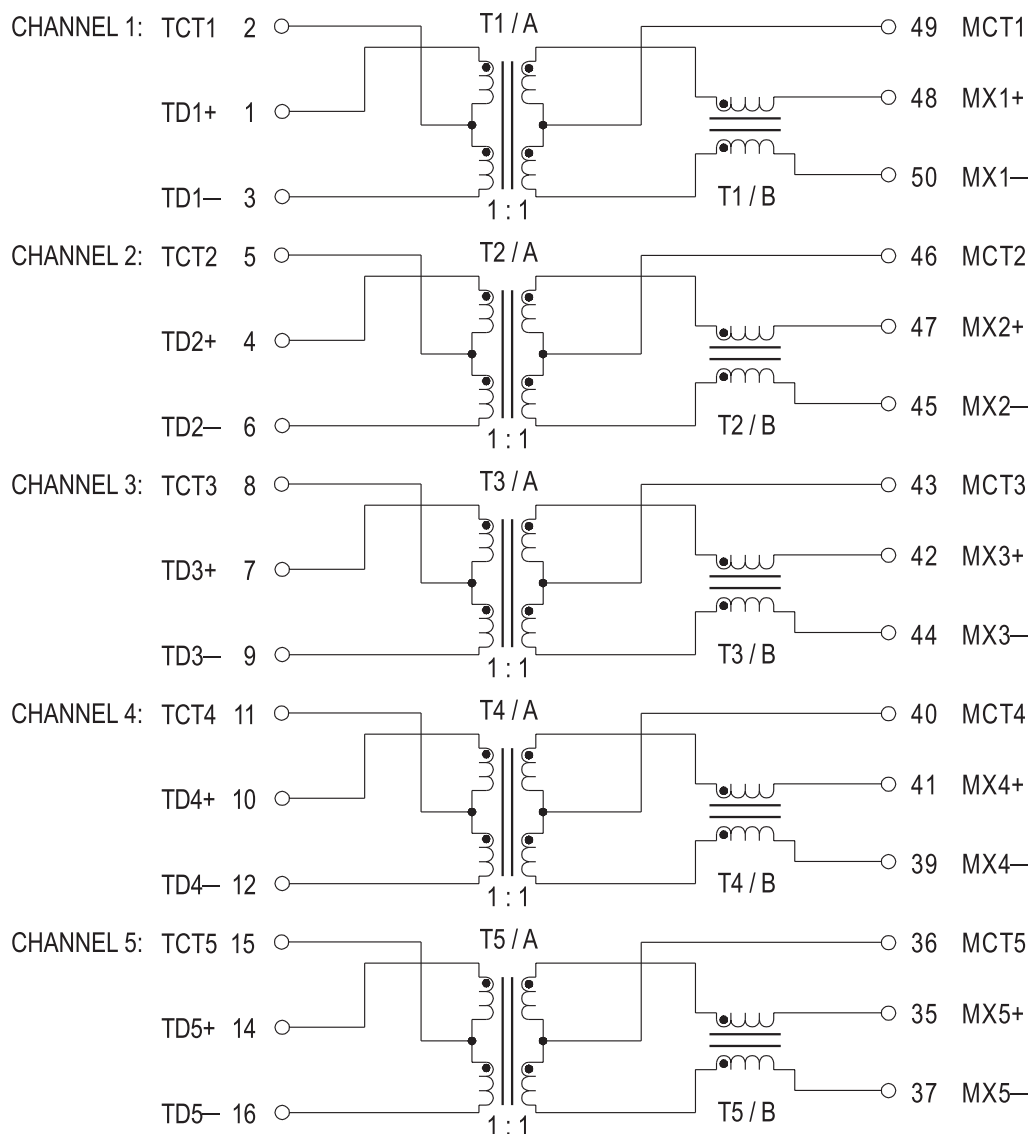 CHANNEL 1: TCT1 2 T1 / A 49 MCT1
TD1+ 1 48 MX1+
TD1— 3 1 : 1 T1 / B 50 MX1—
CHANNEL 2: TCT2 5 T2 / A 46 MCT2
TD2+ 4 47 MX2+
TD2— 6 1 : 1 T2 / B 45 MX2—
CHANNEL 3: TCT3 8 T3 / A 43 MCT3
TD3+ 7 42 MX3+
TD3— 9 1 : 1 T3 / B 44 MX3—
CHANNEL 4: TCT4 11 T4 / A 40 MCT4
TD4+ 10 41 MX4+
TD4— 12 1 : 1 T4 / B 39 MX4—
CHANNEL 5: TCT5 15 T5 / A 36 MCT5
TD5+ 14 35 MX5+
TD5— 16 1 : 1 T5 / B 37 MX5—